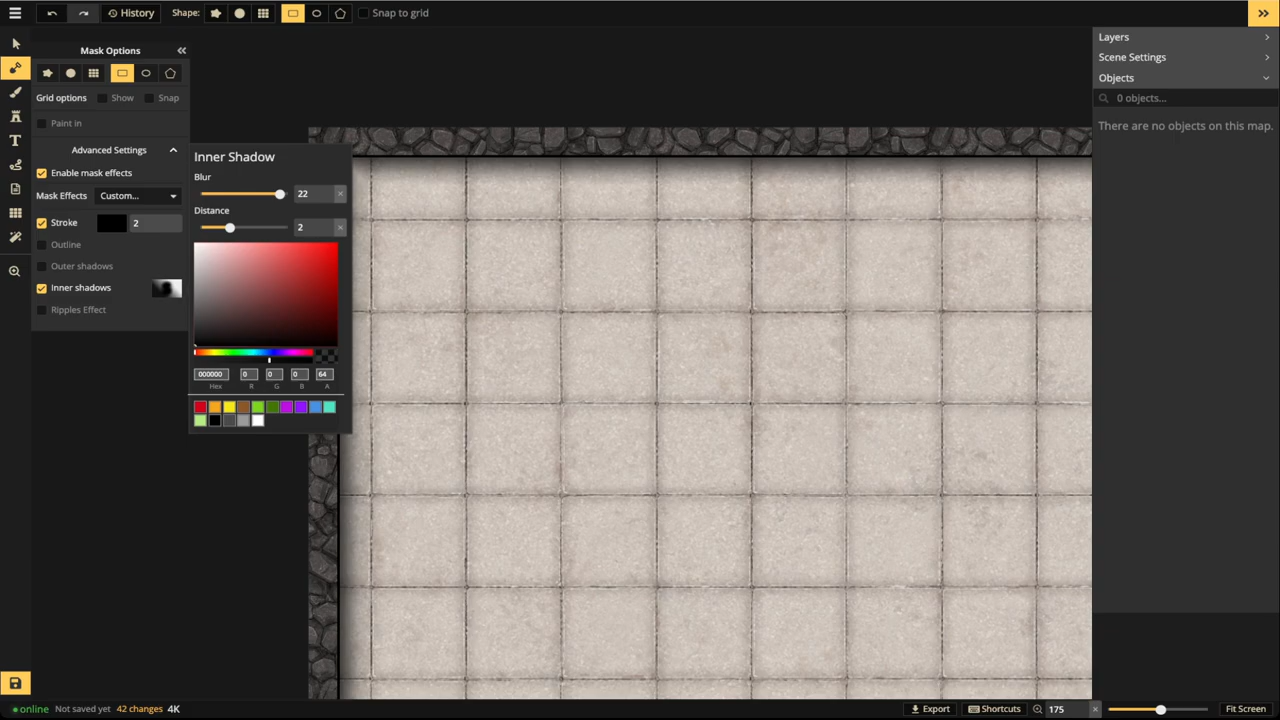 History Shape: Snap to grid
Mask Options
Grid options Show Snap
Paint in
Advanced Settings
Enable mask effects
Mask Effects Custom...
Stroke 2
Outline
Outer shadows
Inner shadows
Ripples Effect
Inner Shadow
Blur
22 ×
Distance
2 ×
000000 0 0 0 64
Hex R G B A
Layers
Scene Settings
Objects
0 objects...
There are no objects on this map.
online Not saved yet 42 changes 4K Export Shortcuts 175 × Fit Screen